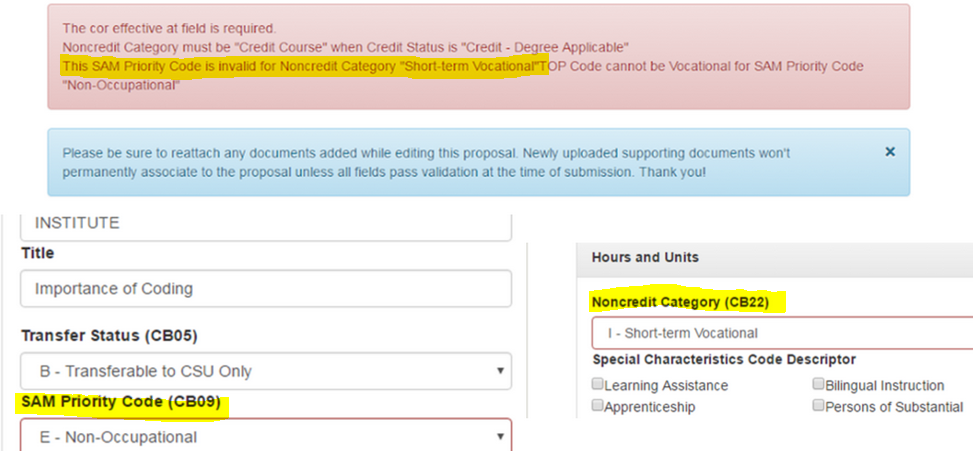 The cor effective at field is required.
Noncredit Category must be "Credit Course" when Credit Status is "Credit - Degree Applicable"
This SAM Priority Code is invalid for Noncredit Category "Short-term Vocational"TOP Code cannot be Vocational for SAM Priority Code
"Non-Occupational"
Please be sure to reattach any documents added while editing this proposal. Newly uploaded supporting documents won't
permanently associate to the proposal unless all fields pass validation at the time of submission. Thank you!
×
INSTITUTE
Title
Importance of Coding
Transfer Status (CB05)
B - Transferable to CSU Only
SAM Priority Code (CB09)
E - Non-Occupational
Hours and Units
Noncredit Category (CB22)
I - Short-term Vocational
Special Characteristics Code Descriptor
Learning Assistance
Bilingual Instruction
Apprenticeship
Persons of Substantial